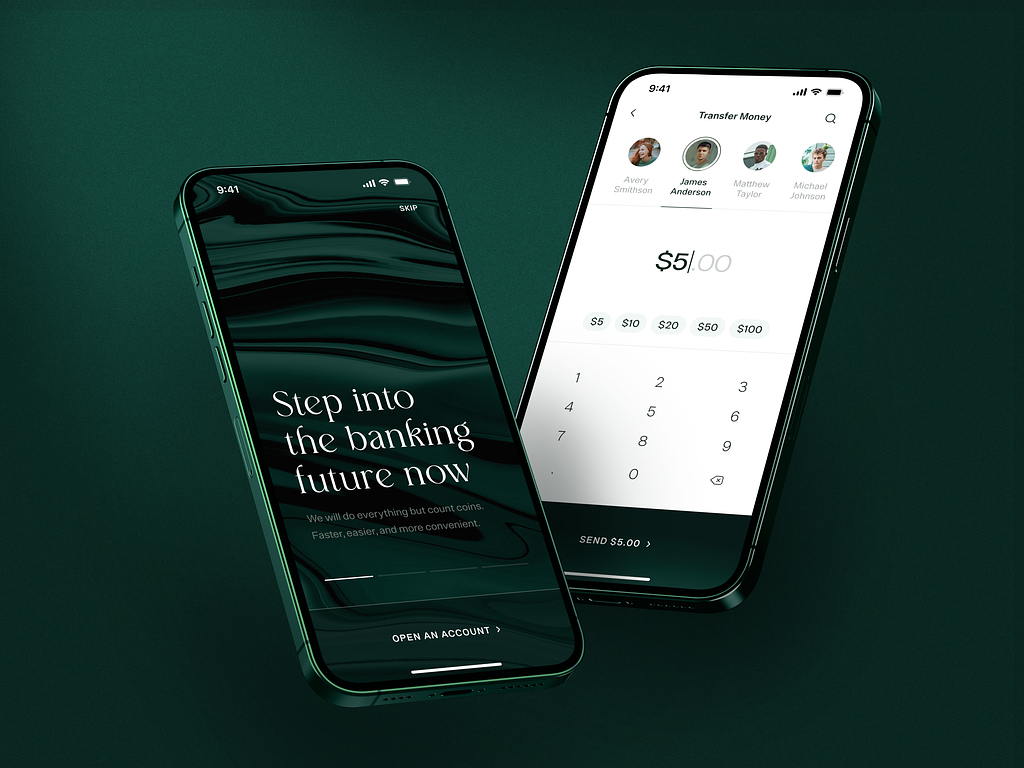 9:41
SKIP
Step into
the banking
future now
We will do everything but count coins.
Faster, easier, and more convenient.
OPEN AN ACCOUNT ›
9:41
Transfer Money
Avery
Smithson
James
Anderson
Matthew
Taylor
Michael
Johnson
$5.00
$5 $10 $20 $50 $100
1 2 3
4 5 6
7 8 9
. 0
SEND $5.00 ›